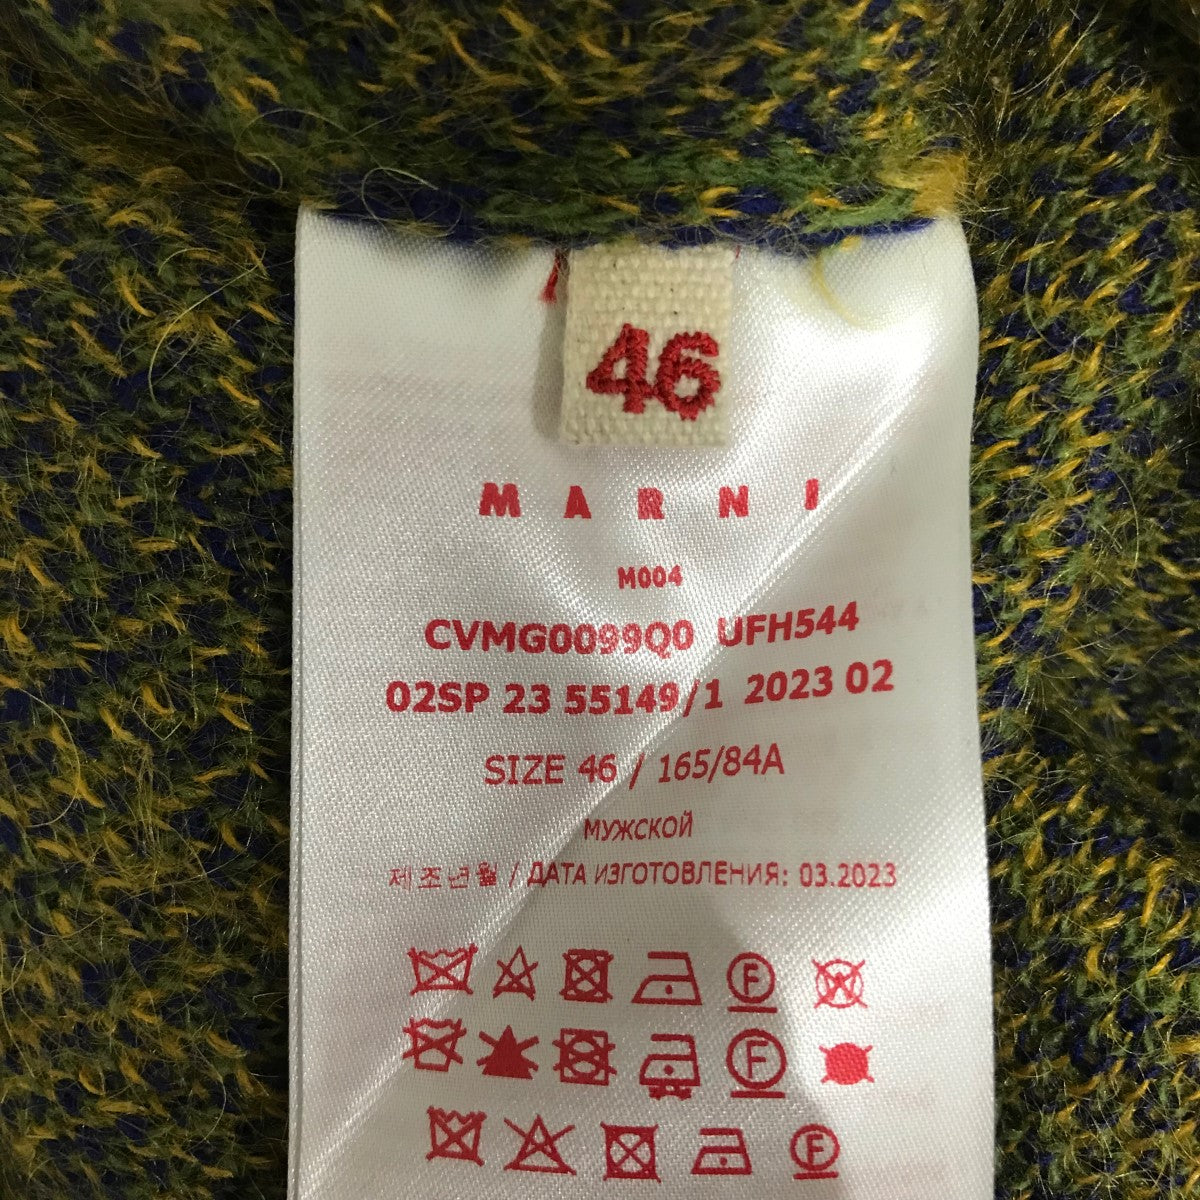 46
MARNI
M004
CVMG0099Q0 UFH544
02SP 23 55149/1 2023 02
SIZE 46 / 165/84A
МУЖСКОЙ
제조년월 / ДАТА ИЗГОТОВЛЕНИЯ: 03.2023
F
F
F